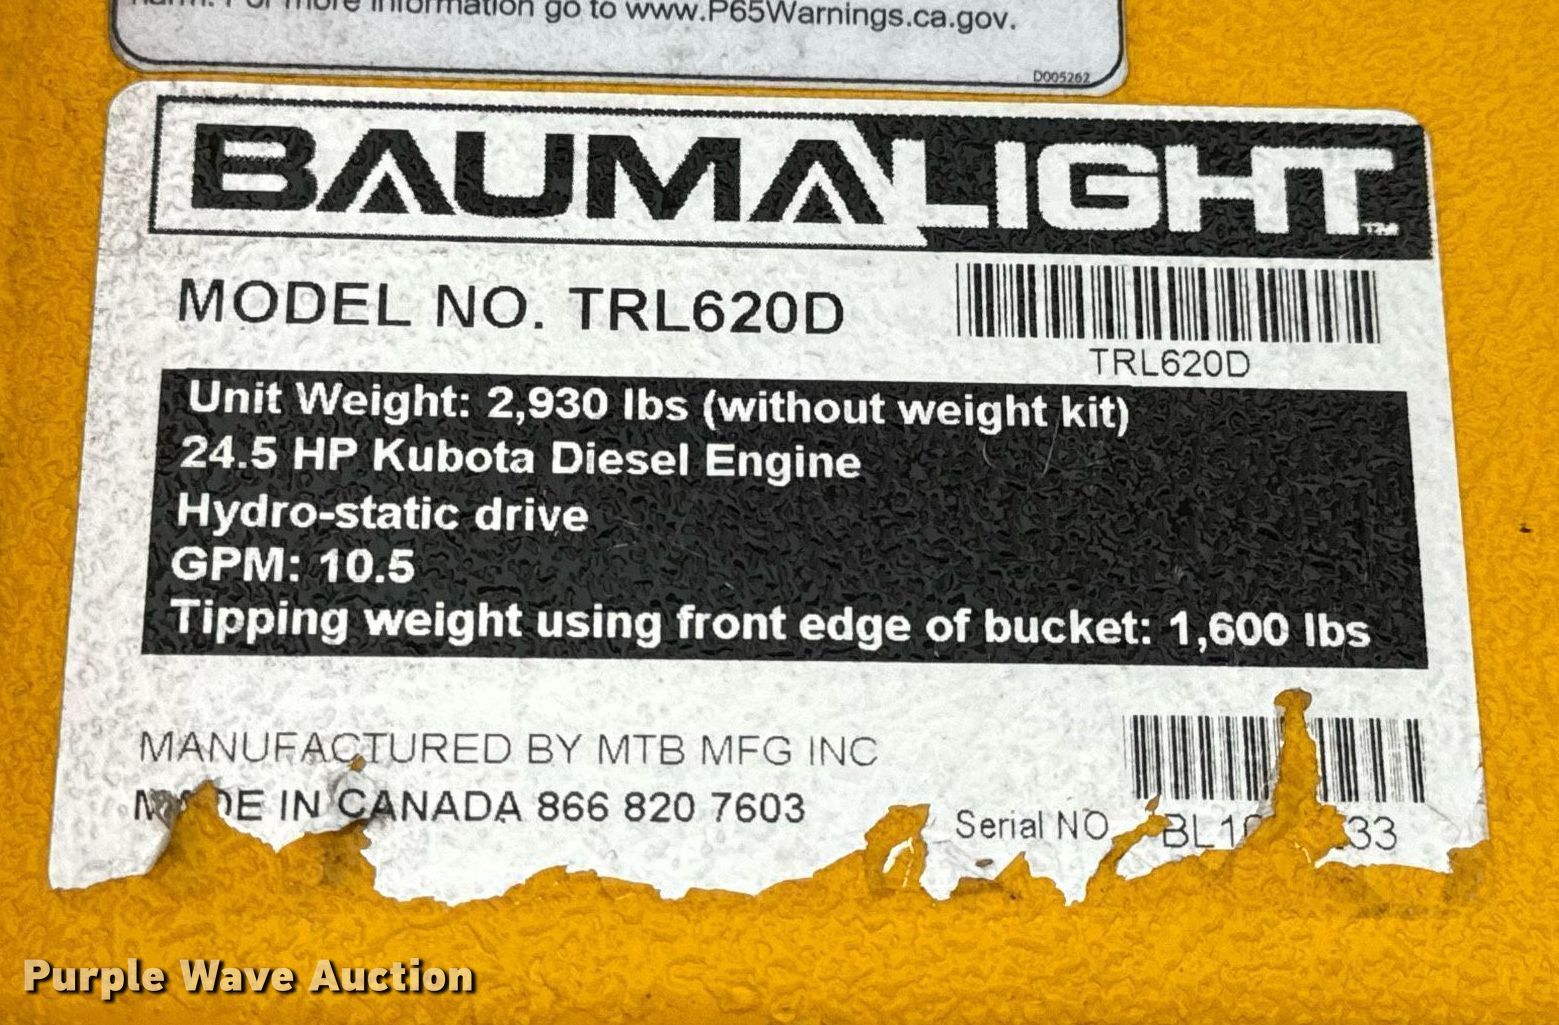 harm. For more information go to www.P65Warnings.ca.gov.
D005262
BAUMALIGHT™
MODEL NO. TRL620D
TRL620D
Unit Weight: 2,930 lbs (without weight kit)
24.5 HP Kubota Diesel Engine
Hydro-static drive
GPM: 10.5
Tipping weight using front edge of bucket: 1,600 lbs
MANUFACTURED BY MTB MFG INC
MADE IN CANADA 866 820 7603
Serial NO
Purple Wave Auction